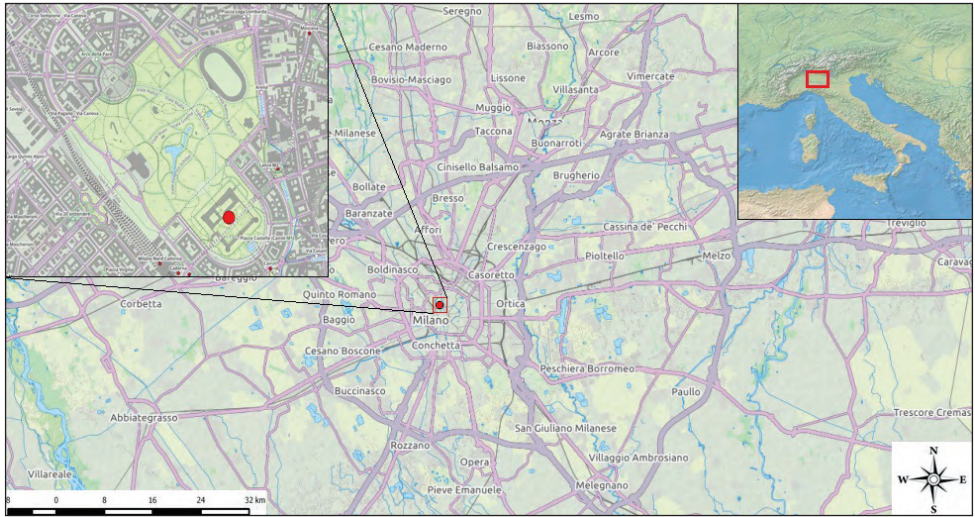 Seregno
Lesmo
Cesano Maderno
Biassono
Arcore
Bovisio-Masciago
Lissone
Vimercate
Villasanta
Muggiò
Monza
Milanese
Taccona
Buonarroti
Agrate Brianza
Cinisello Balsamo
Bollate
Brugherio
Bresso
Baranzate
Affori
Cassina de' Pecchi
Treviglio
Crescenzago
Pioltello
Melzo
Boldinasco
Casoretto
Caravac
Bareggio
Corbetta
Quinto Romano
Ortica
Baggio
Milano
Conchetta
Cesano Boscone
Peschiera Borromeo
Buccinasco
Paullo
Abbiategrasso
Trescore Cremas
San Giuliano Milanese
Rozzano
Villaggio Ambrosiano
Opera
Villareale
Pieve Emanuele
Melegnano
N
W
E
S
8 0 8 16 24 32 km